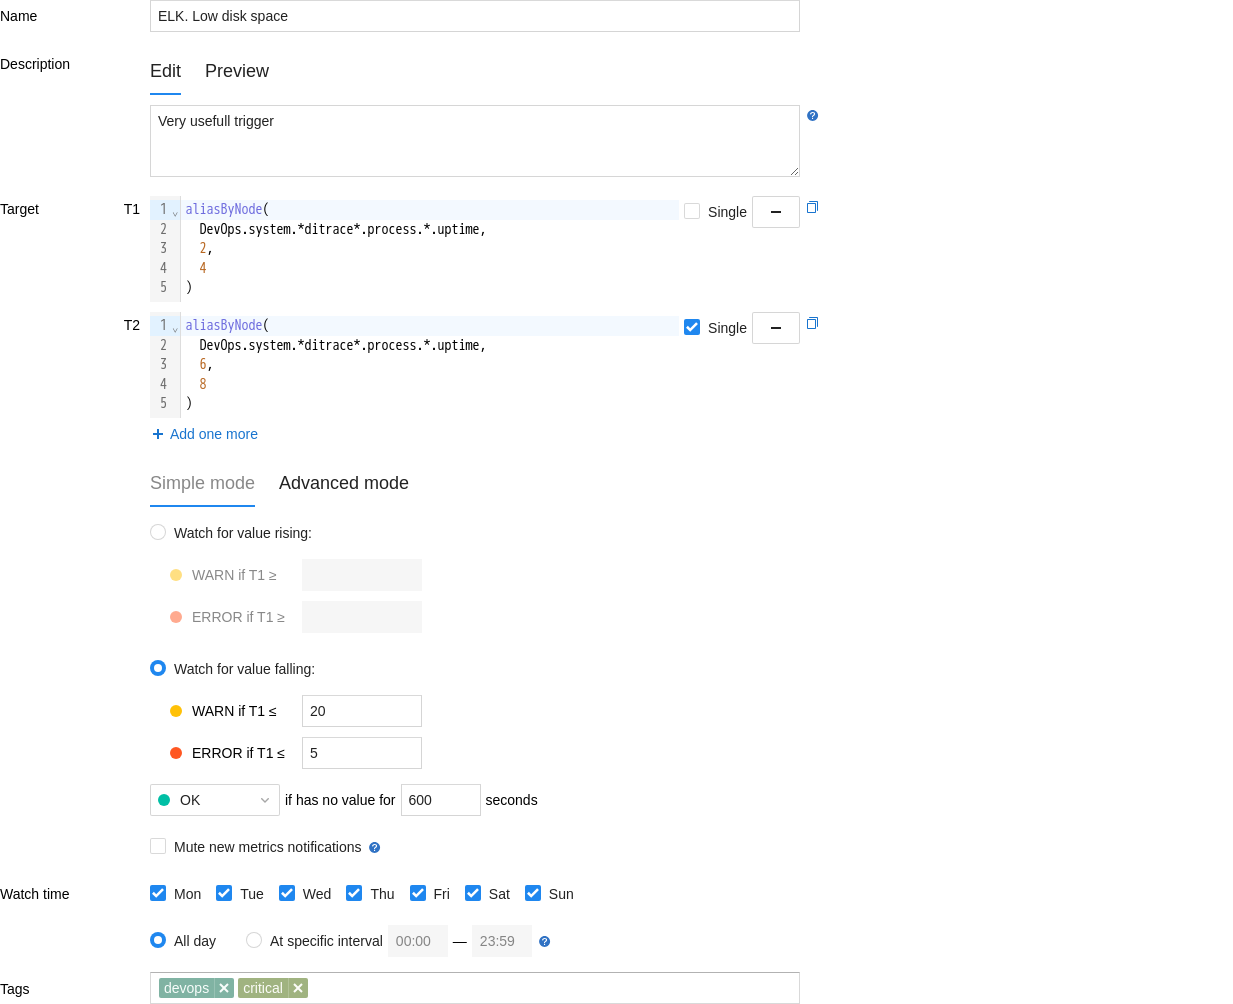 Name ELK. Low disk space
Description Edit Preview
Very usefull trigger
Target T1 1 aliasByNode( Single
2 DevOps.system.*ditrace*.process.*.uptime,
3 2,
4 4
5 )
T2 1 aliasByNode( Single
2 DevOps.system.*ditrace*.process.*.uptime,
3 6,
4 8
5 )
+ Add one more
Simple mode Advanced mode
Watch for value rising:
WARN if T1 ≥
ERROR if T1 ≥
Watch for value falling:
WARN if T1 ≤ 20
ERROR if T1 ≤ 5
OK if has no value for 600 seconds
Mute new metrics notifications ?
Watch time Mon Tue Wed Thu Fri Sat Sun
All day At specific interval 00:00 — 23:59 ?
Tags devops critical